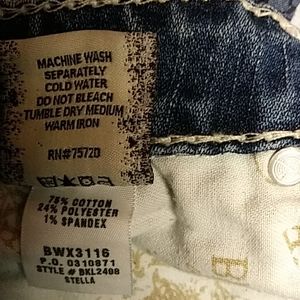 MACHINE WASH
SEPARATELY
COLD WATER
DO NOT BLEACH
TUMBLE DRY MEDIUM
WARM IRON
RN#75720
75% COTTON
24% POLYESTER
1% SPANDEX
BWX3116
P.O. 0310871
STYLE # BKL2408
STELLA
B